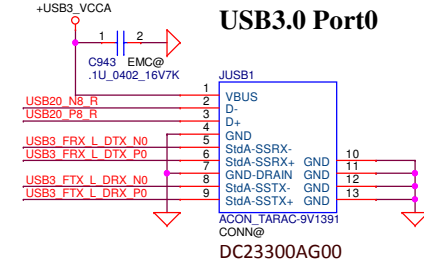 +USB3_VCCA
USB3.0 Port0
1 2
C943 EMC@
.1U_0402_16V7K
JUSB1
1 VBUS
USB20_N8_R 2 D-
USB20_P8_R 3 D+
4 GND
USB3_FRX_L_DTX_N0 5 StdA-SSRX-
USB3_FRX_L_DTX_P0 6 StdA-SSRX+ GND 10
7 GND-DRAIN GND 11
USB3_FTX_L_DRX_N0 8 StdA-SSTX- GND 12
USB3_FTX_L_DRX_P0 9 StdA-SSTX+ GND 13
ACON_TARAC-9V1391
CONN@
DC23300AG00